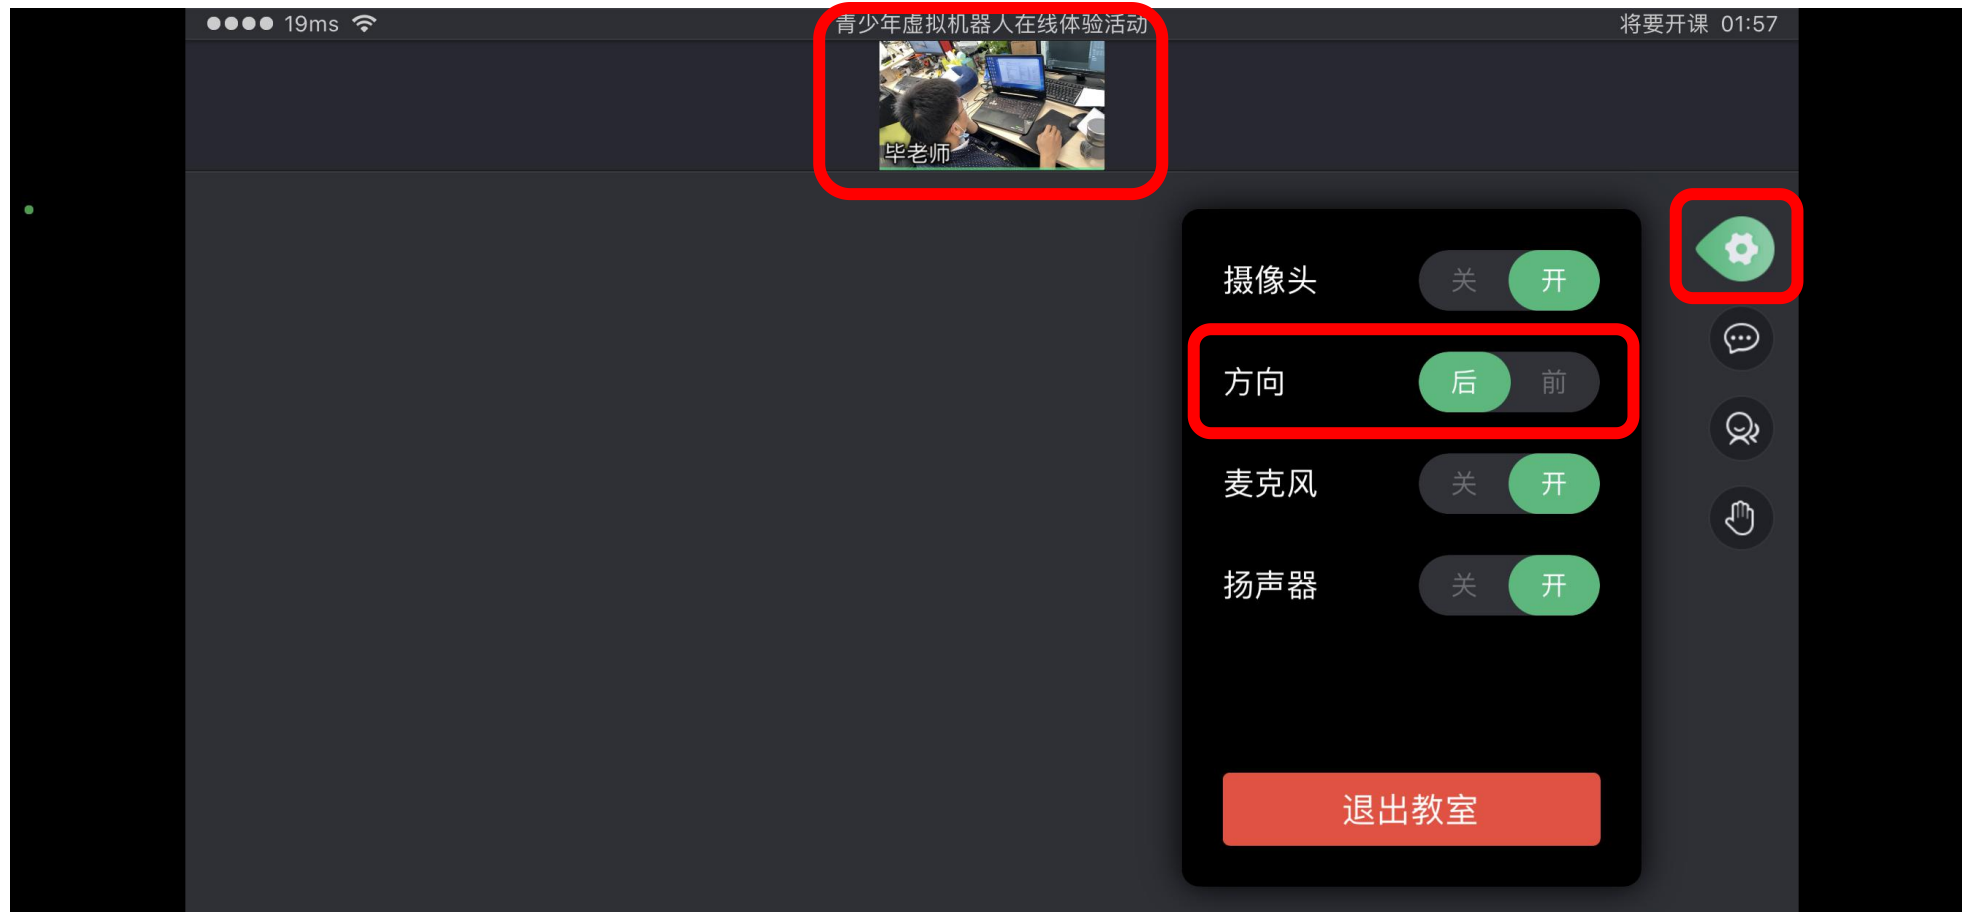 19ms
青少年虚拟机器人在线体验活动
将要开课 01:57
毕老师
摄像头 关 开
方向 后 前
麦克风 关 开
扬声器 关 开
退出教室